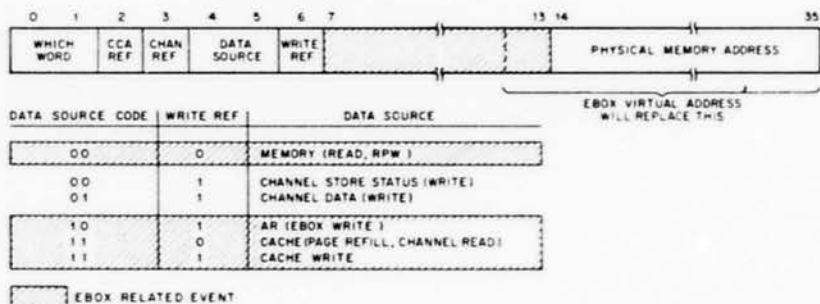 0 1 2 3 4 5 6 7 13 14 35
WHICH WORD CCA REF CHAN REF DATA SOURCE WRITE REF PHYSICAL MEMORY ADDRESS
EBOX VIRTUAL ADDRESS
WILL REPLACE THIS
DATA SOURCE CODE WRITE REF DATA SOURCE
00 0 MEMORY (READ, RPW)
00 1 CHANNEL STORE STATUS (WRITE)
01 1 CHANNEL DATA (WRITE)
10 1 AR (EBOX WRITE)
11 0 CACHE (PAGE REFILL, CHANNEL READ)
11 1 CACHE WRITE
EBOX RELATED EVENT